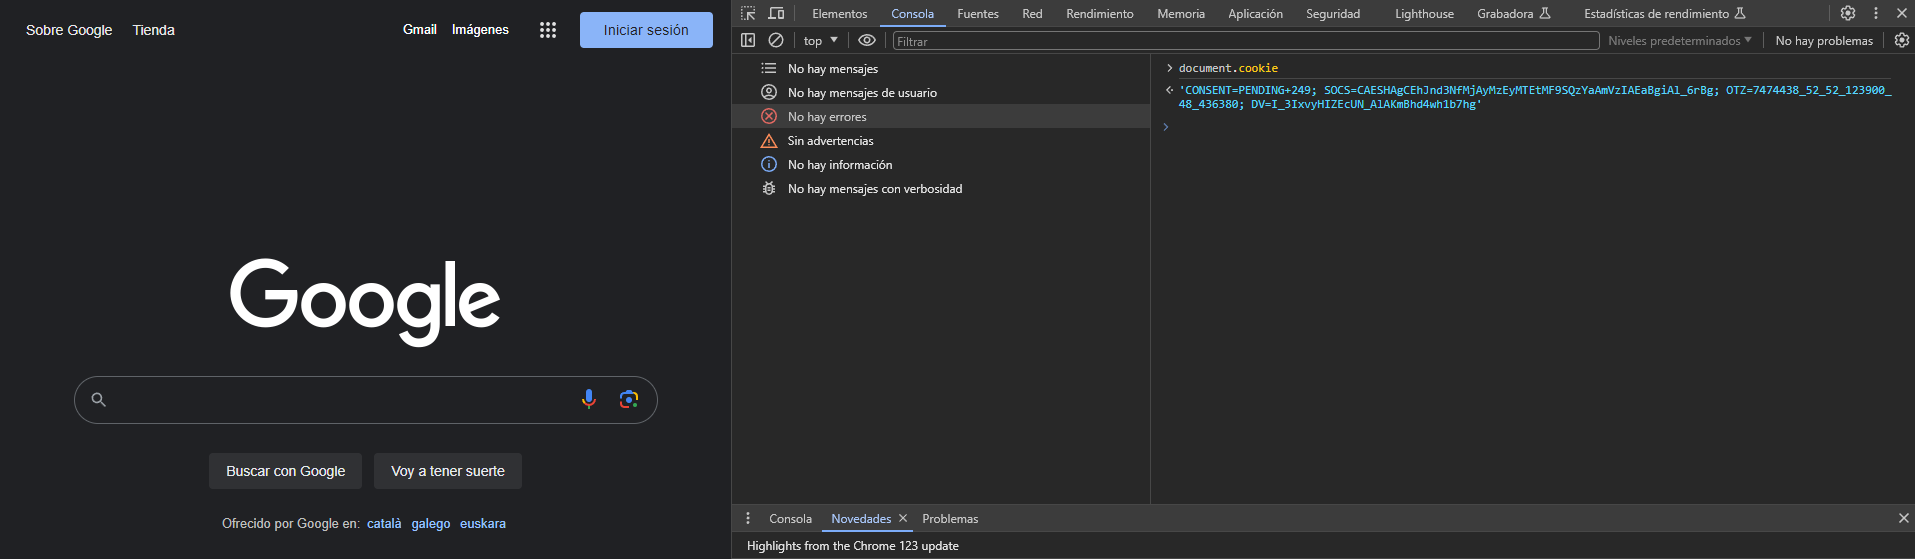 Sobre Google Tienda Gmail Imágenes Iniciar sesión
Google
Buscar con Google Voy a tener suerte
Ofrecido por Google en: català galego euskara
Elementos Consola Fuentes Red Rendimiento Memoria Aplicación Seguridad Lighthouse Grabadora Estadísticas de rendimiento
top Filtrar Niveles predeterminados No hay problemas
No hay mensajes
No hay mensajes de usuario
No hay errores
Sin advertencias
No hay información
No hay mensajes con verbosidad
document.cookie
'CONSENT=PENDING+249; SOCS=CAESHAgCEhJnd3NfMjAyMzEyMTEtMF9SQzYaAmVzIAEaBgiAl_6rBg; OTZ=7474438_52_52_123900_
48_436380; DV=I_3IxvyHIZEcUN_AlAKmBhd4wh1b7hg'
Consola Novedades Problemas
Highlights from the Chrome 123 update